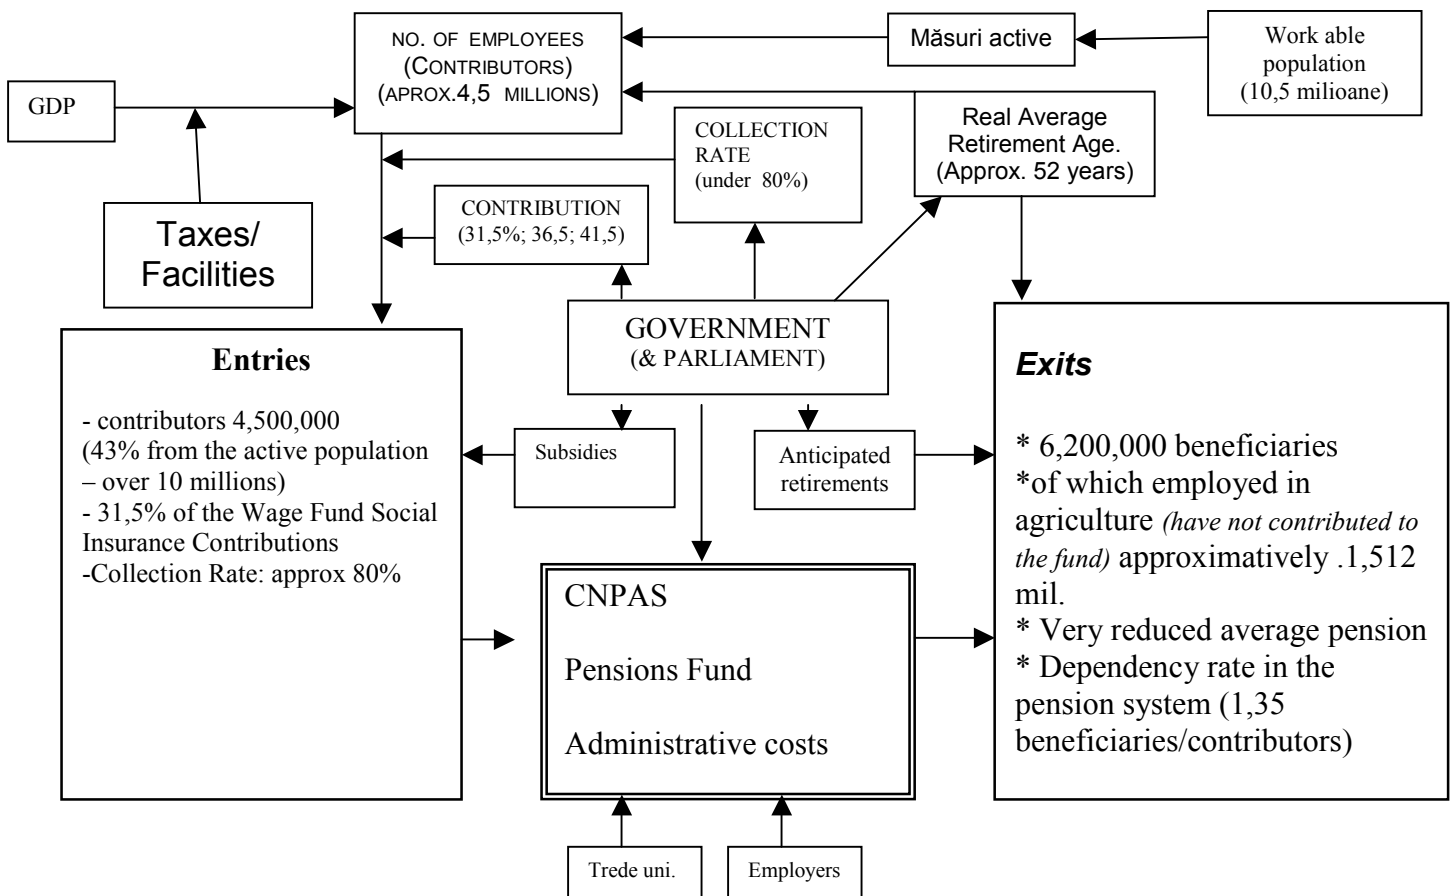 NO. OF EMPLOYEES
(CONTRIBUTORS)
(APROX.4,5 MILLIONS)
Măsuri active
Work able
population
(10,5 milioane)
GDP
COLLECTION
RATE
(under 80%)
Real Average
Retirement Age.
(Approx. 52 years)
Taxes/
Facilities
CONTRIBUTION
(31,5%; 36,5; 41,5)
GOVERNMENT
(& PARLIAMENT)
Entries
- contributors 4,500,000
(43% from the active population
– over 10 millions)
- 31,5% of the Wage Fund Social
Insurance Contributions
-Collection Rate: approx 80%
Subsidies
Anticipated
retirements
Exits
* 6,200,000 beneficiaries
*of which employed in
agriculture (have not contributed to
the fund) approximatively .1,512
mil.
* Very reduced average pension
* Dependency rate in the
pension system (1,35
beneficiaries/contributors)
CNPAS
Pensions Fund
Administrative costs
Trede uni.
Employers